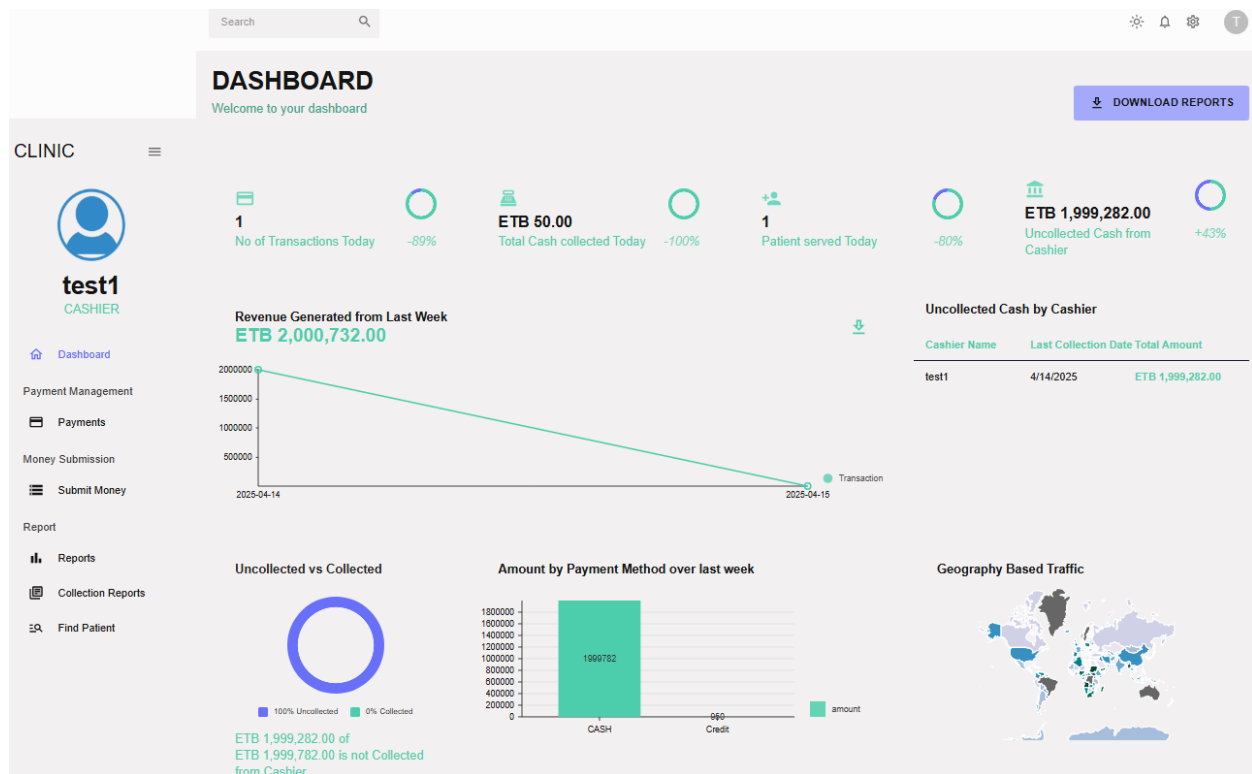 Search
T
DASHBOARD
Welcome to your dashboard
DOWNLOAD REPORTS
CLINIC
test1
CASHIER
Dashboard
Payment Management
Payments
Money Submission
Submit Money
Report
Reports
Collection Reports
Find Patient
1
No of Transactions Today
-89%
ETB 50.00
Total Cash collected Today
-100%
1
Patient served Today
-80%
ETB 1,999,282.00
Uncollected Cash from
Cashier
+43%
Revenue Generated from Last Week
ETB 2,000,732.00
2000000
1500000
1000000
500000
2025-04-14
2025-04-15
Transaction
Uncollected Cash by Cashier
Cashier Name Last Collection Date Total Amount
test1 4/14/2025 ETB 1,999,282.00
Uncollected vs Collected
100% Uncollected 0% Collected
ETB 1,999,282.00 of
ETB 1,999,782.00 is not Collected
from Cashier
Amount by Payment Method over last week
1800000
1600000
1400000
1200000
1000000
800000
600000
400000
200000
0
1999782
950
CASH
Credit
amount
Geography Based Traffic